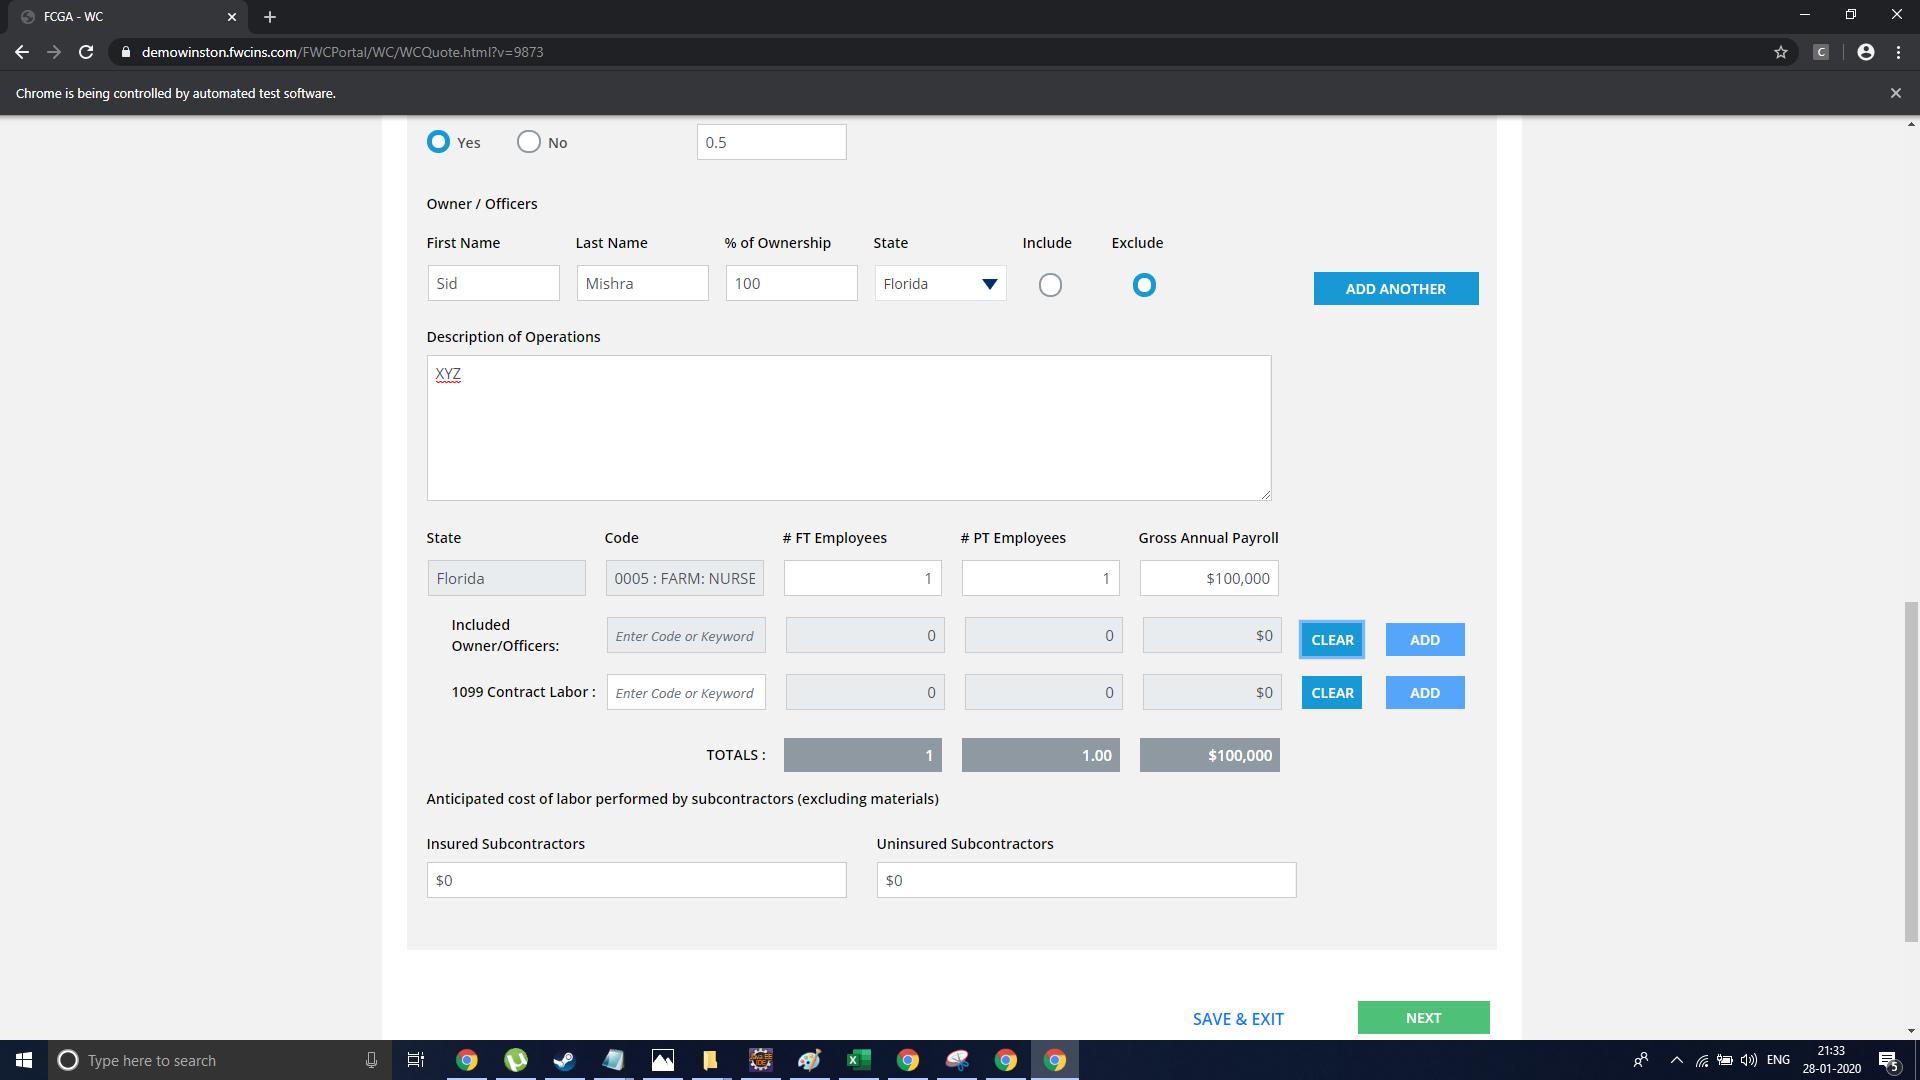 FCGA - WC
demowinston.fwcins.com/FWCPortal/WC/WCQuote.html?v=9873
C
Chrome is being controlled by automated test software.
Yes No 0.5
Owner / Officers
First Name Last Name % of Ownership State Include Exclude
Sid Mishra 100 Florida
ADD ANOTHER
Description of Operations
XYZ
State Code # FT Employees # PT Employees Gross Annual Payroll
Florida 0005 : FARM: NURSE 1 1 $100,000
Included
Owner/Officers:
Enter Code or Keyword 0 0 $0 CLEAR ADD
1099 Contract Labor : Enter Code or Keyword 0 0 $0 CLEAR ADD
TOTALS : 1 1.00 $100,000
Anticipated cost of labor performed by subcontractors (excluding materials)
Insured Subcontractors Uninsured Subcontractors
$0 $0
SAVE & EXIT NEXT
Type here to search
ENG
21:33
28-01-2020
5